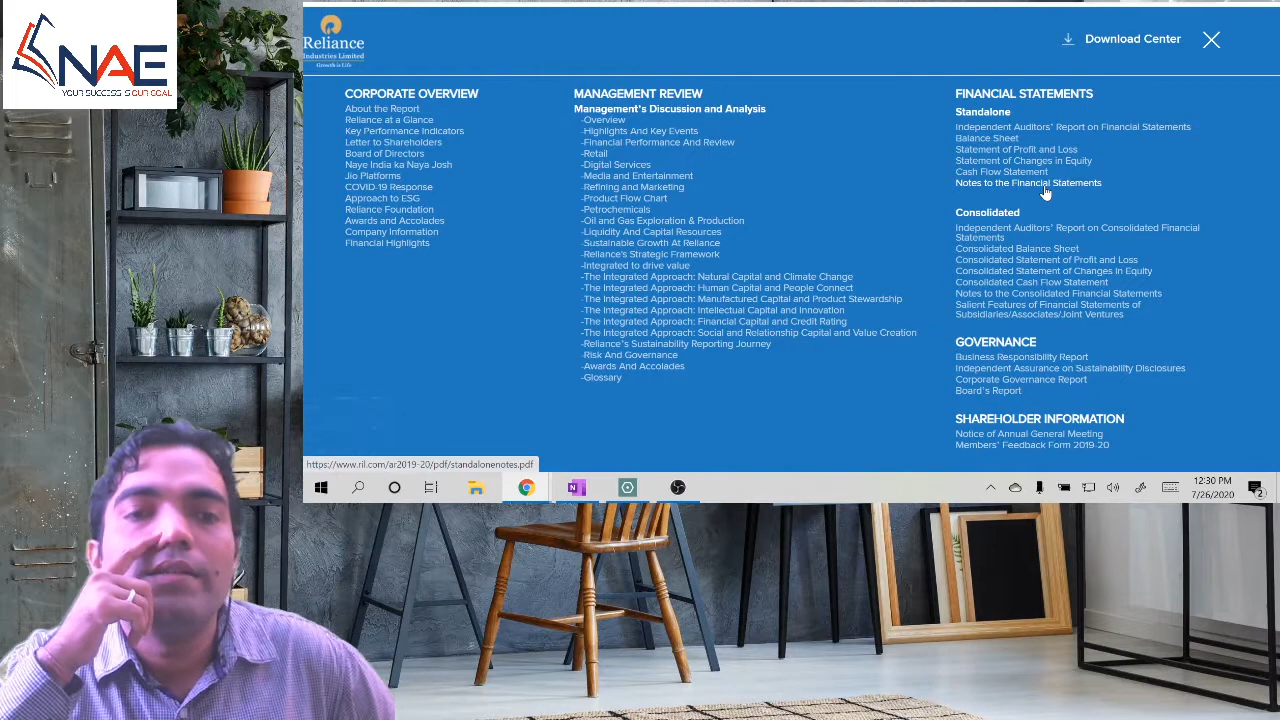 NAE
YOUR SUCCESS IS OUR GOAL
Reliance
Industries Limited
Growth is Life
Download Center
CORPORATE OVERVIEW
About the Report
Reliance at a Glance
Key Performance Indicators
Letter to Shareholders
Board of Directors
Naye India ka Naya Josh
Jio Platforms
COVID-19 Response
Approach to ESG
Reliance Foundation
Awards and Accolades
Company Information
Financial Highlights
MANAGEMENT REVIEW
Management's Discussion and Analysis
-Overview
-Highlights And Key Events
-Financial Performance And Review
-Retail
-Digital Services
-Media and Entertainment
-Refining and Marketing
-Product Flow Chart
-Petrochemicals
-Oil and Gas Exploration & Production
-Liquidity And Capital Resources
-Sustainable Growth At Reliance
-Reliance's Strategic Framework
-Integrated to drive value
-The Integrated Approach: Natural Capital and Climate Change
-The Integrated Approach: Human Capital and People Connect
-The Integrated Approach: Manufactured Capital and Product Stewardship
-The Integrated Approach: Intellectual Capital and Innovation
-The Integrated Approach: Financial Capital and Credit Rating
-The Integrated Approach: Social and Relationship Capital and Value Creation
-Reliance's Sustainability Reporting Journey
-Risk And Governance
-Awards And Accolades
-Glossary
FINANCIAL STATEMENTS
Standalone
Independent Auditors' Report on Financial Statements
Balance Sheet
Statement of Profit and Loss
Statement of Changes in Equity
Cash Flow Statement
Notes to the Financial Statements
Consolidated
Independent Auditors' Report on Consolidated Financial
Statements
Consolidated Balance Sheet
Consolidated Statement of Profit and Loss
Consolidated Statement of Changes in Equity
Consolidated Cash Flow Statement
Notes to the Consolidated Financial Statements
Salient Features of Financial Statements of
Subsidiaries/Associates/Joint Ventures
GOVERNANCE
Business Responsibility Report
Independent Assurance on Sustainability Disclosures
Corporate Governance Report
Board's Report
SHAREHOLDER INFORMATION
Notice of Annual General Meeting
Members' Feedback Form 2019-20
https://www.ril.com/ar2019-20/pdf/standalonenotes.pdf
N
12:30 PM
7/26/2020
2